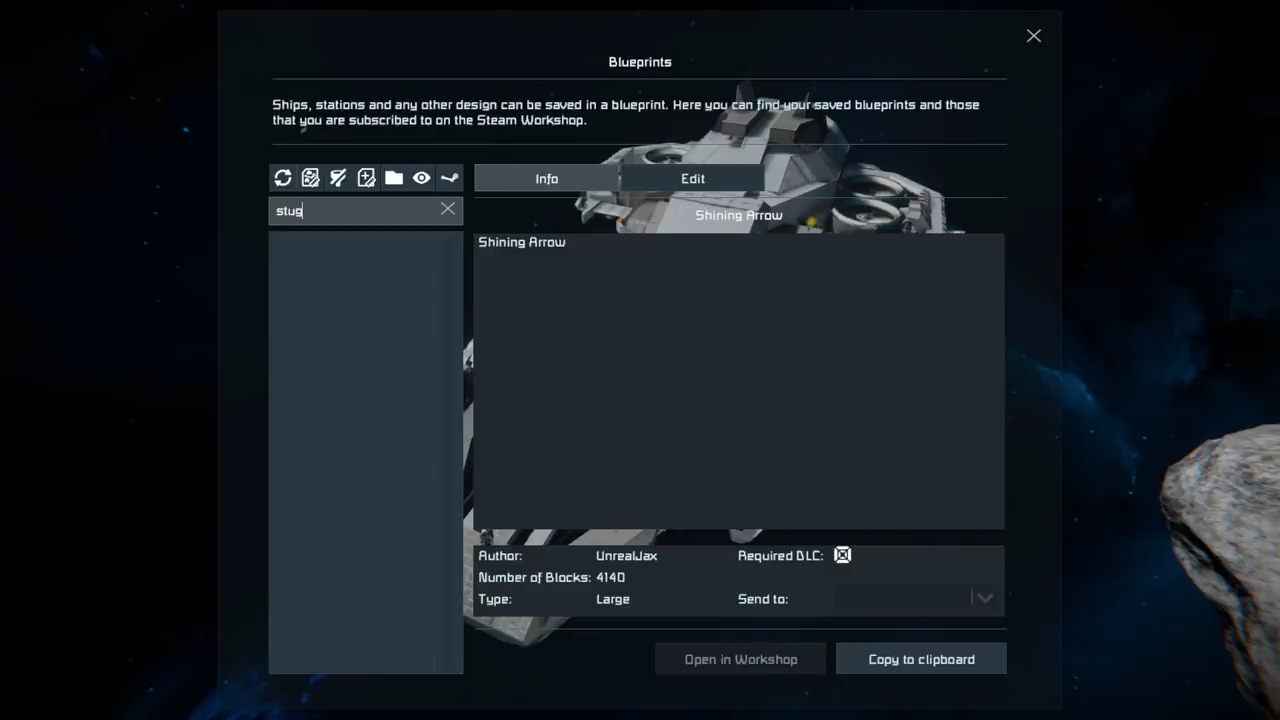 Blueprints
Ships, stations and any other design can be saved in a blueprint. Here you can find your saved blueprints and those
that you are subscribed to on the Steam Workshop.
Info
Edit
stug
Shining Arrow
Shining Arrow
Author: UnrealJax Required DLC:
Number of Blocks: 4140
Type: Large Send to:
Open in Workshop
Copy to clipboard